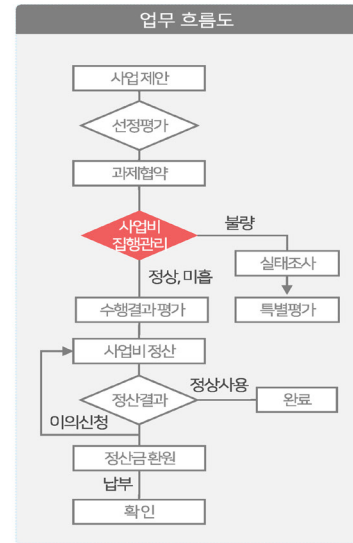 업무 흐름도
사업 제안
선정평가
과제협약
사업비
집행관리
불량
실태조사
정상, 미흡
수행결과 평가
특별평가
사업비 정산
정산결과
정상사용
완료
이의신청
정산금 환원
납부
확인